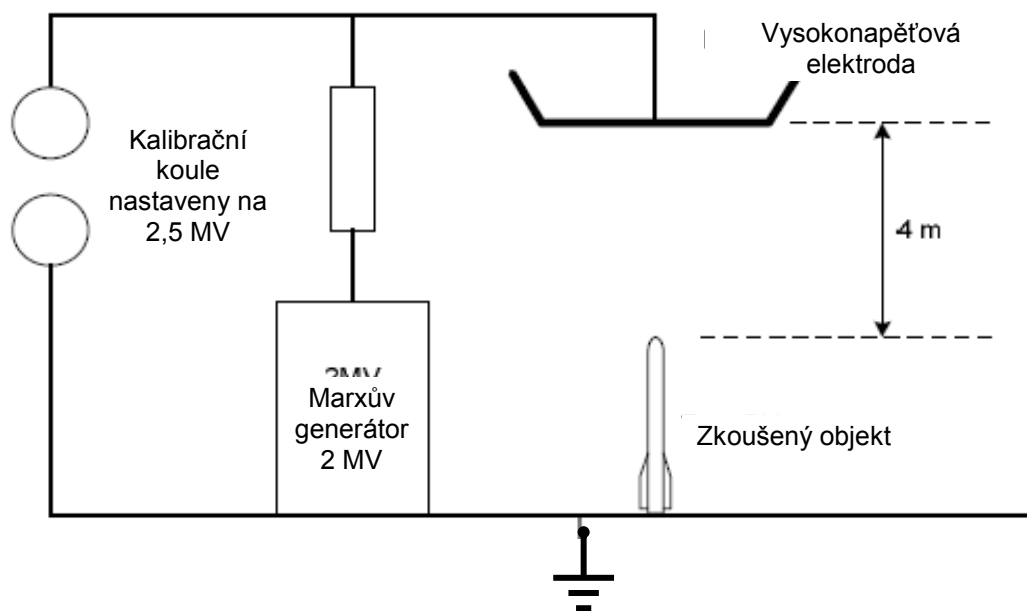 Vysokonapěťová
elektroda
Kalibrační
koule
nastaveny na
2,5 MV
4 m
Marxův
generátor
2 MV
Zkoušený objekt